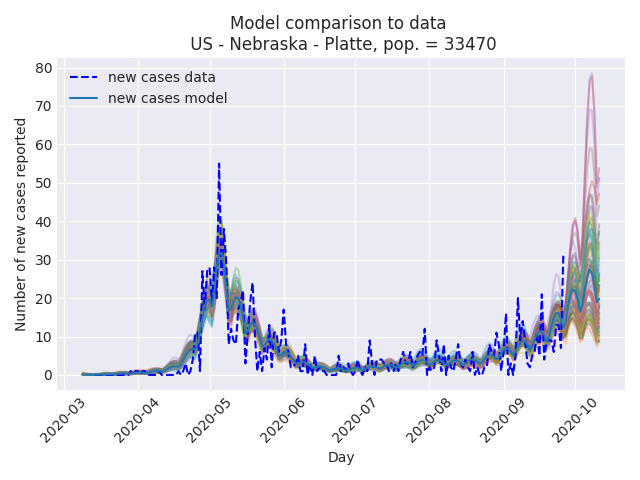 Model comparison to data
US - Nebraska - Platte, pop. = 33470
new cases data
new cases model
Number of new cases reported
80
70
60
50
40
30
20
10
0
2020-03
2020-04
2020-05
2020-06
2020-07
2020-08
2020-09
2020-10
Day